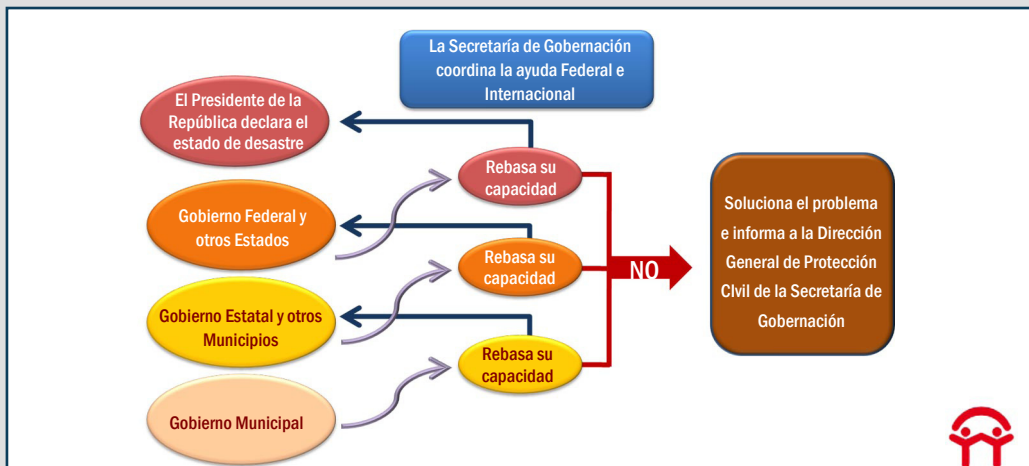 La Secretaría de Gobernación
coordina la ayuda Federal e
Internacional
El Presidente de la
República declara el
estado de desastre
Rebasa su
capacidad
Gobierno Federal y
otros Estados
Rebasa su
capacidad
Gobierno Estatal y otros
Municipios
Rebasa su
capacidad
Gobierno Municipal
NO
Soluciona el problema
e informa a la Dirección
General de Protección
CIvil de la Secretaría de
Gobernación